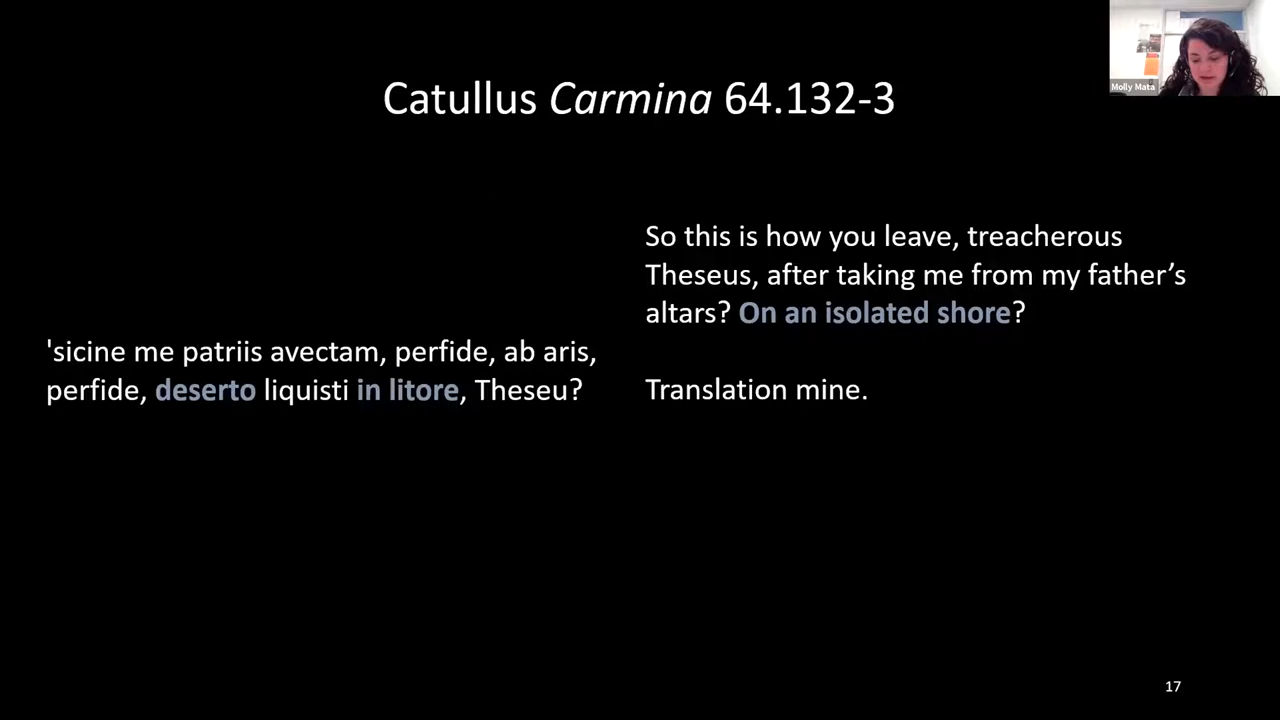 Molly Mata
Catullus Carmina 64.132-3
'sicine me patriis avectam, perfide, ab aris,
perfide, deserto liquisti in litore, Theseu?
So this is how you leave, treacherous
Theseus, after taking me from my father’s
altars? On an isolated shore?
Translation mine.
17